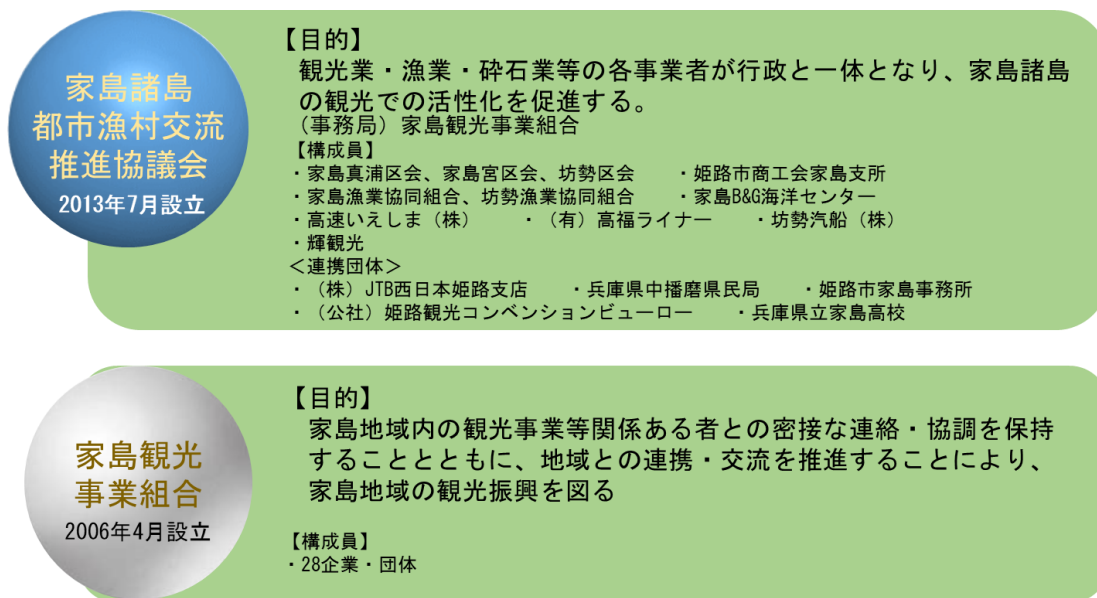 家島諸島
都市漁村交流
推進協議会
2013年7月設立
【目的】
観光業・漁業・砕石業等の各事業者が行政と一体となり、家島諸島
の観光での活性化を促進する。
（事務局）家島観光事業組合
【構成員】
・家島真浦区会、家島宮区会、坊勢区会　　・姫路市商工会家島支所
・家島漁業協同組合、坊勢漁業協同組合　　・家島B&G海洋センター
・高速いえしま（株）　　・（有）高福ライナー　　・坊勢汽船（株）
・輝観光
＜連携団体＞
・（株）JTB西日本姫路支店　　・兵庫県中播磨県民局　　・姫路市家島事務所
・（公社）姫路観光コンベンションビューロー　　・兵庫県立家島高校
家島観光
事業組合
2006年4月設立
【目的】
家島地域内の観光事業等関係ある者との密接な連絡・協調を保持
することとともに、地域との連携・交流を推進することにより、
家島地域の観光振興を図る
【構成員】
・28企業・団体